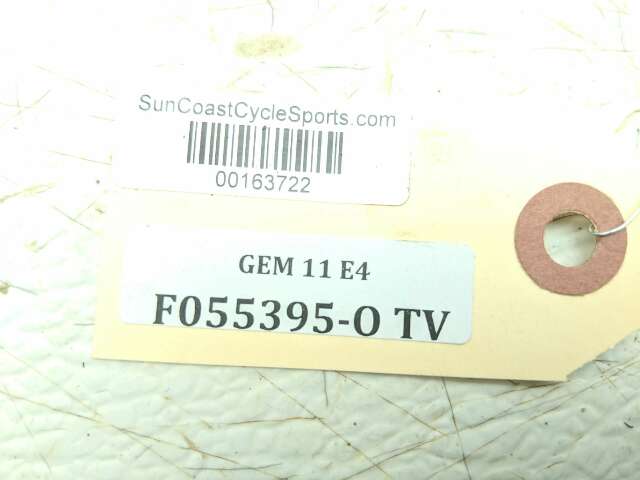 SunCoastCycleSports.com
00163722
GEM 11 E4
F055395-O TV